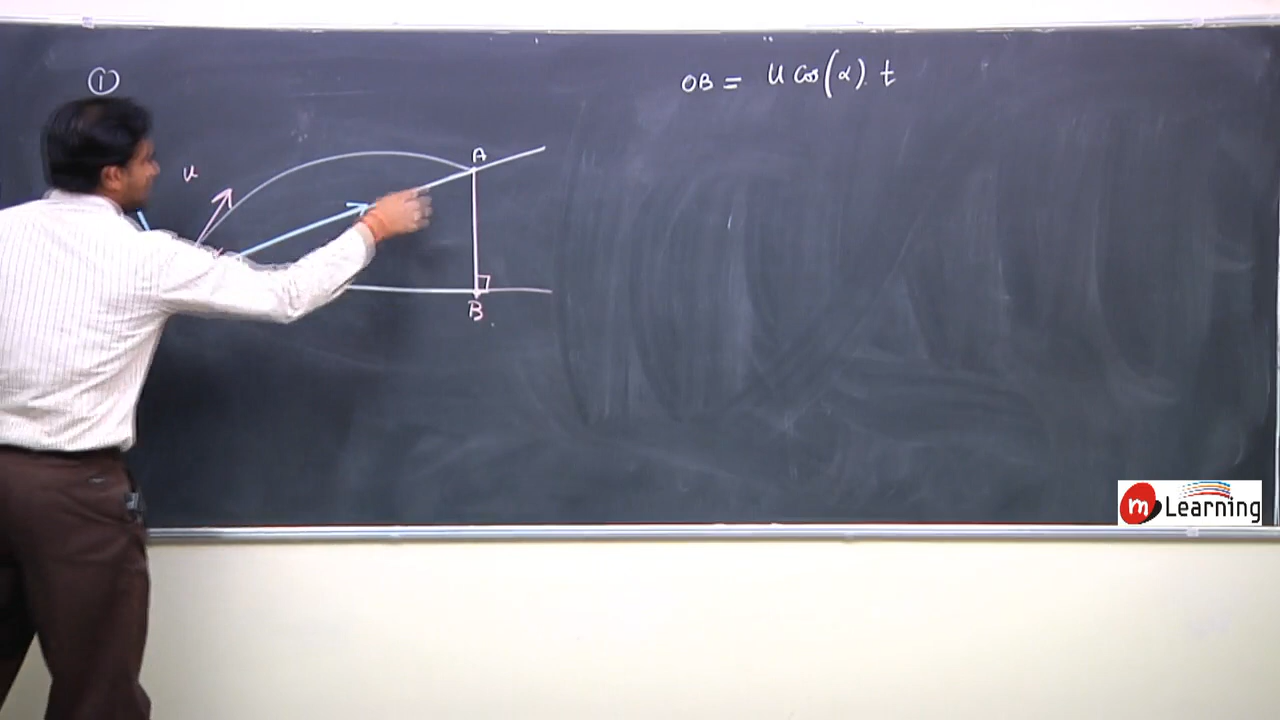 ①
OB = u Cos(α). t
u
A
B
m Learning